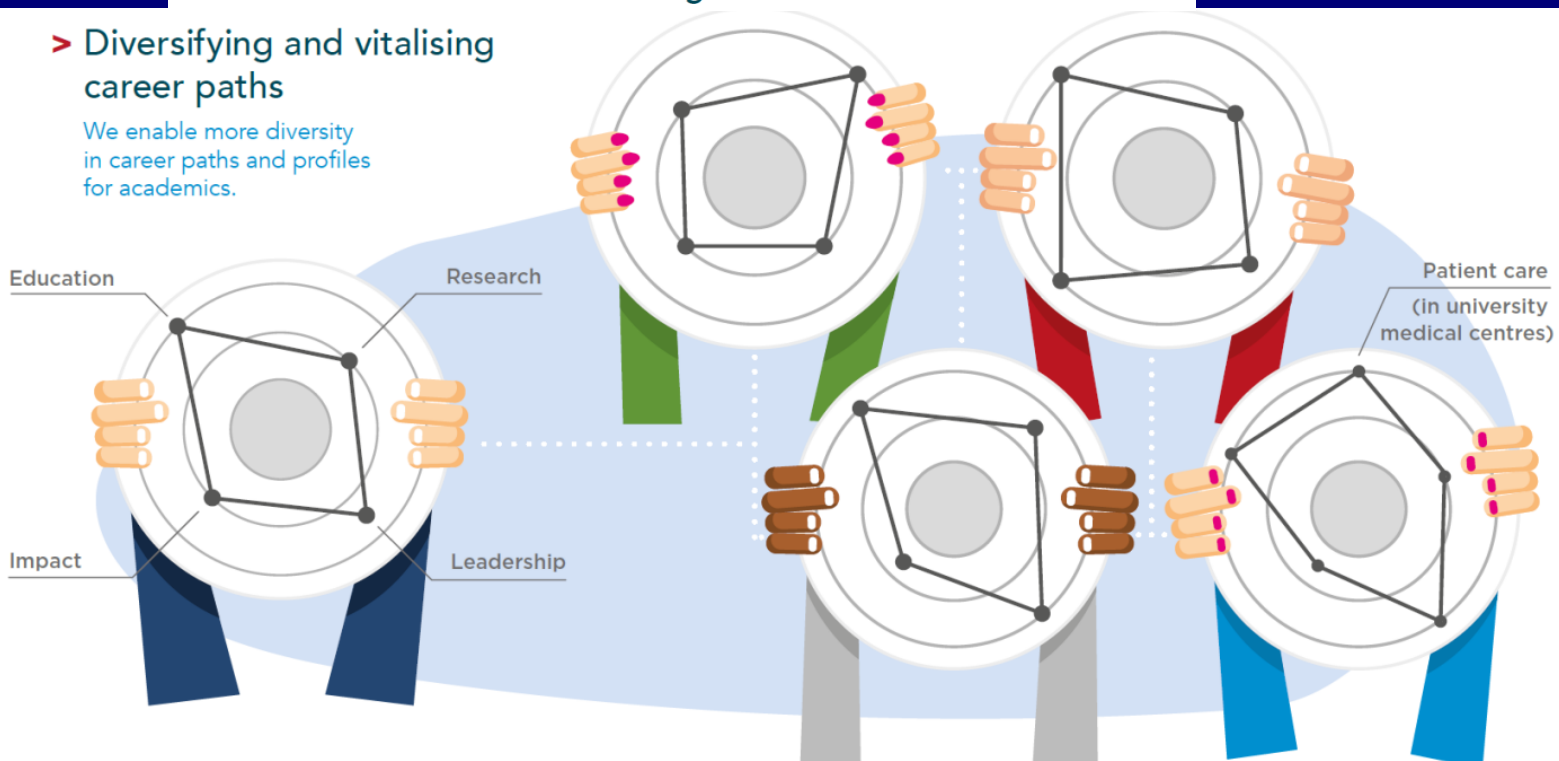 > Diversifying and vitalising
career paths
We enable more diversity
in career paths and profiles
for academics.
Education
Research
Impact
Leadership
Patient care
(in university
medical centres)